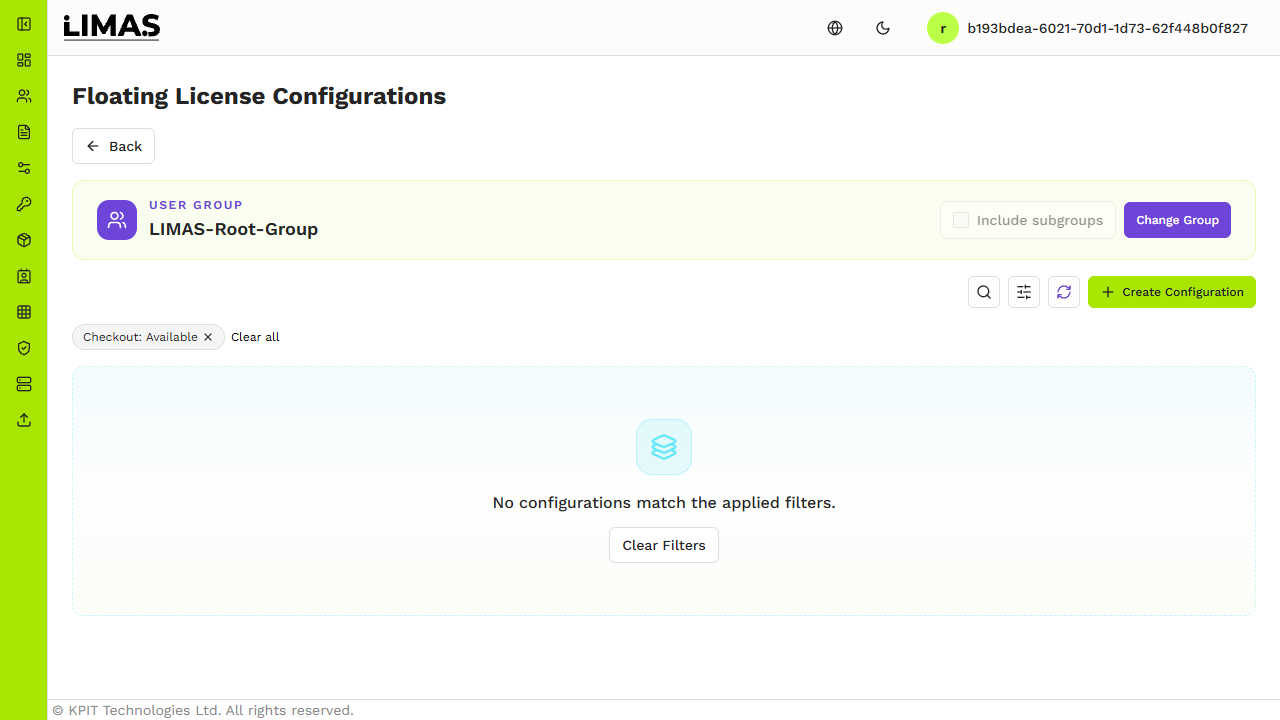 LIMAS
r
b193bdea-6021-70d1-1d73-62f448b0f827
Floating License Configurations
Back
USER GROUP
LIMAS-Root-Group
Include subgroups
Change Group
Create Configuration
Checkout: Available
Clear all
No configurations match the applied filters.
Clear Filters
© KPIT Technologies Ltd. All rights reserved.